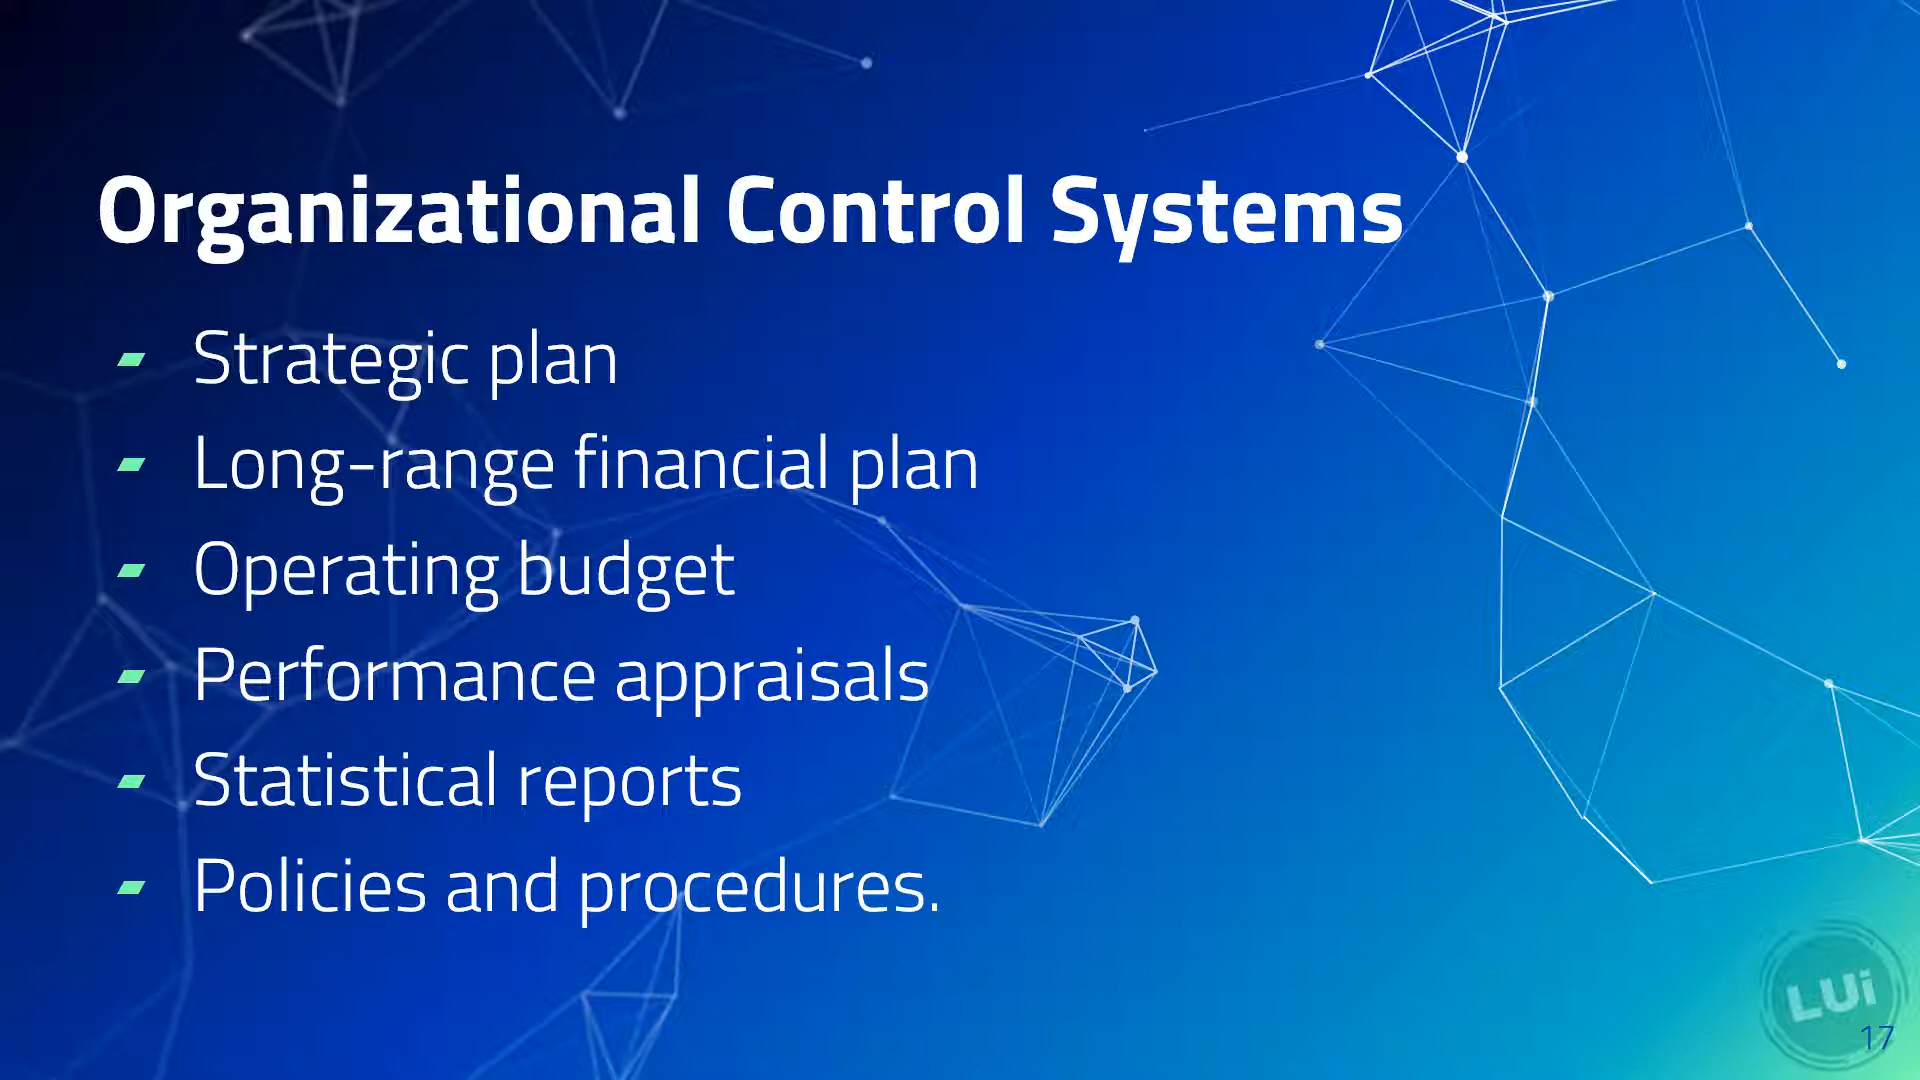 Organizational Control Systems
- Strategic plan
- Long-range financial plan
- Operating budget
- Performance appraisals
- Statistical reports
- Policies and procedures.
LUi
17